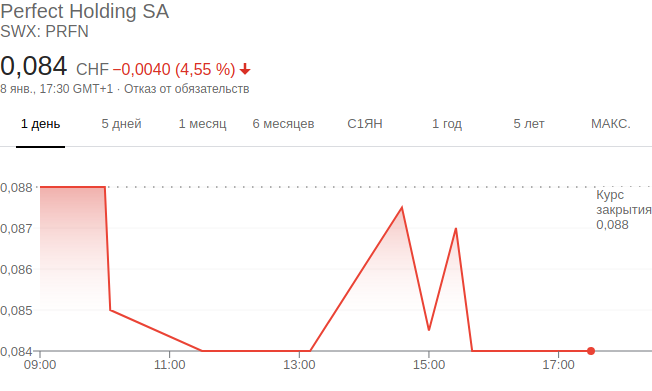 Perfect Holding SA
SWX: PRFN
0,084 CHF −0,0040 (4,55 %)
8 янв., 17:30 GMT+1 · Отказ от обязательств
1 день 5 дней 1 месяц 6 месяцев С1ЯН 1 год 5 лет МАКС.
0,088
Курс
закрытия
0,088
0,087
0,086
0,085
0,084
09:00 11:00 13:00 15:00 17:00